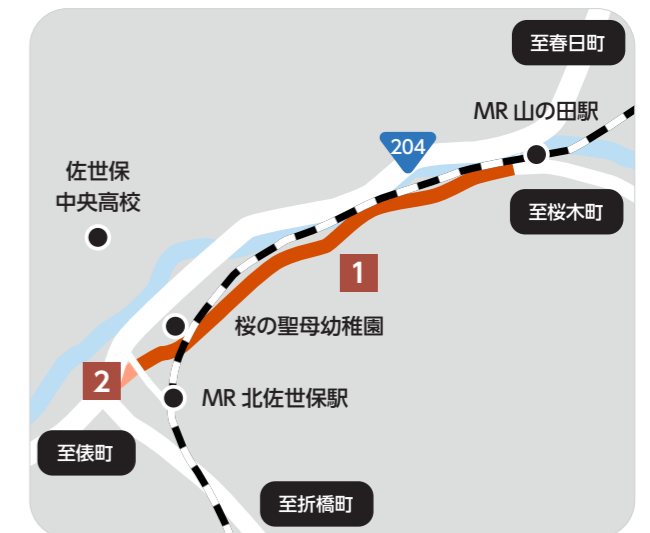 至春日町
MR 山の田駅
204
佐世保
中央高校
至桜木町
1
桜の聖母幼稚園
2
MR 北佐世保駅
至俵町
至折橋町